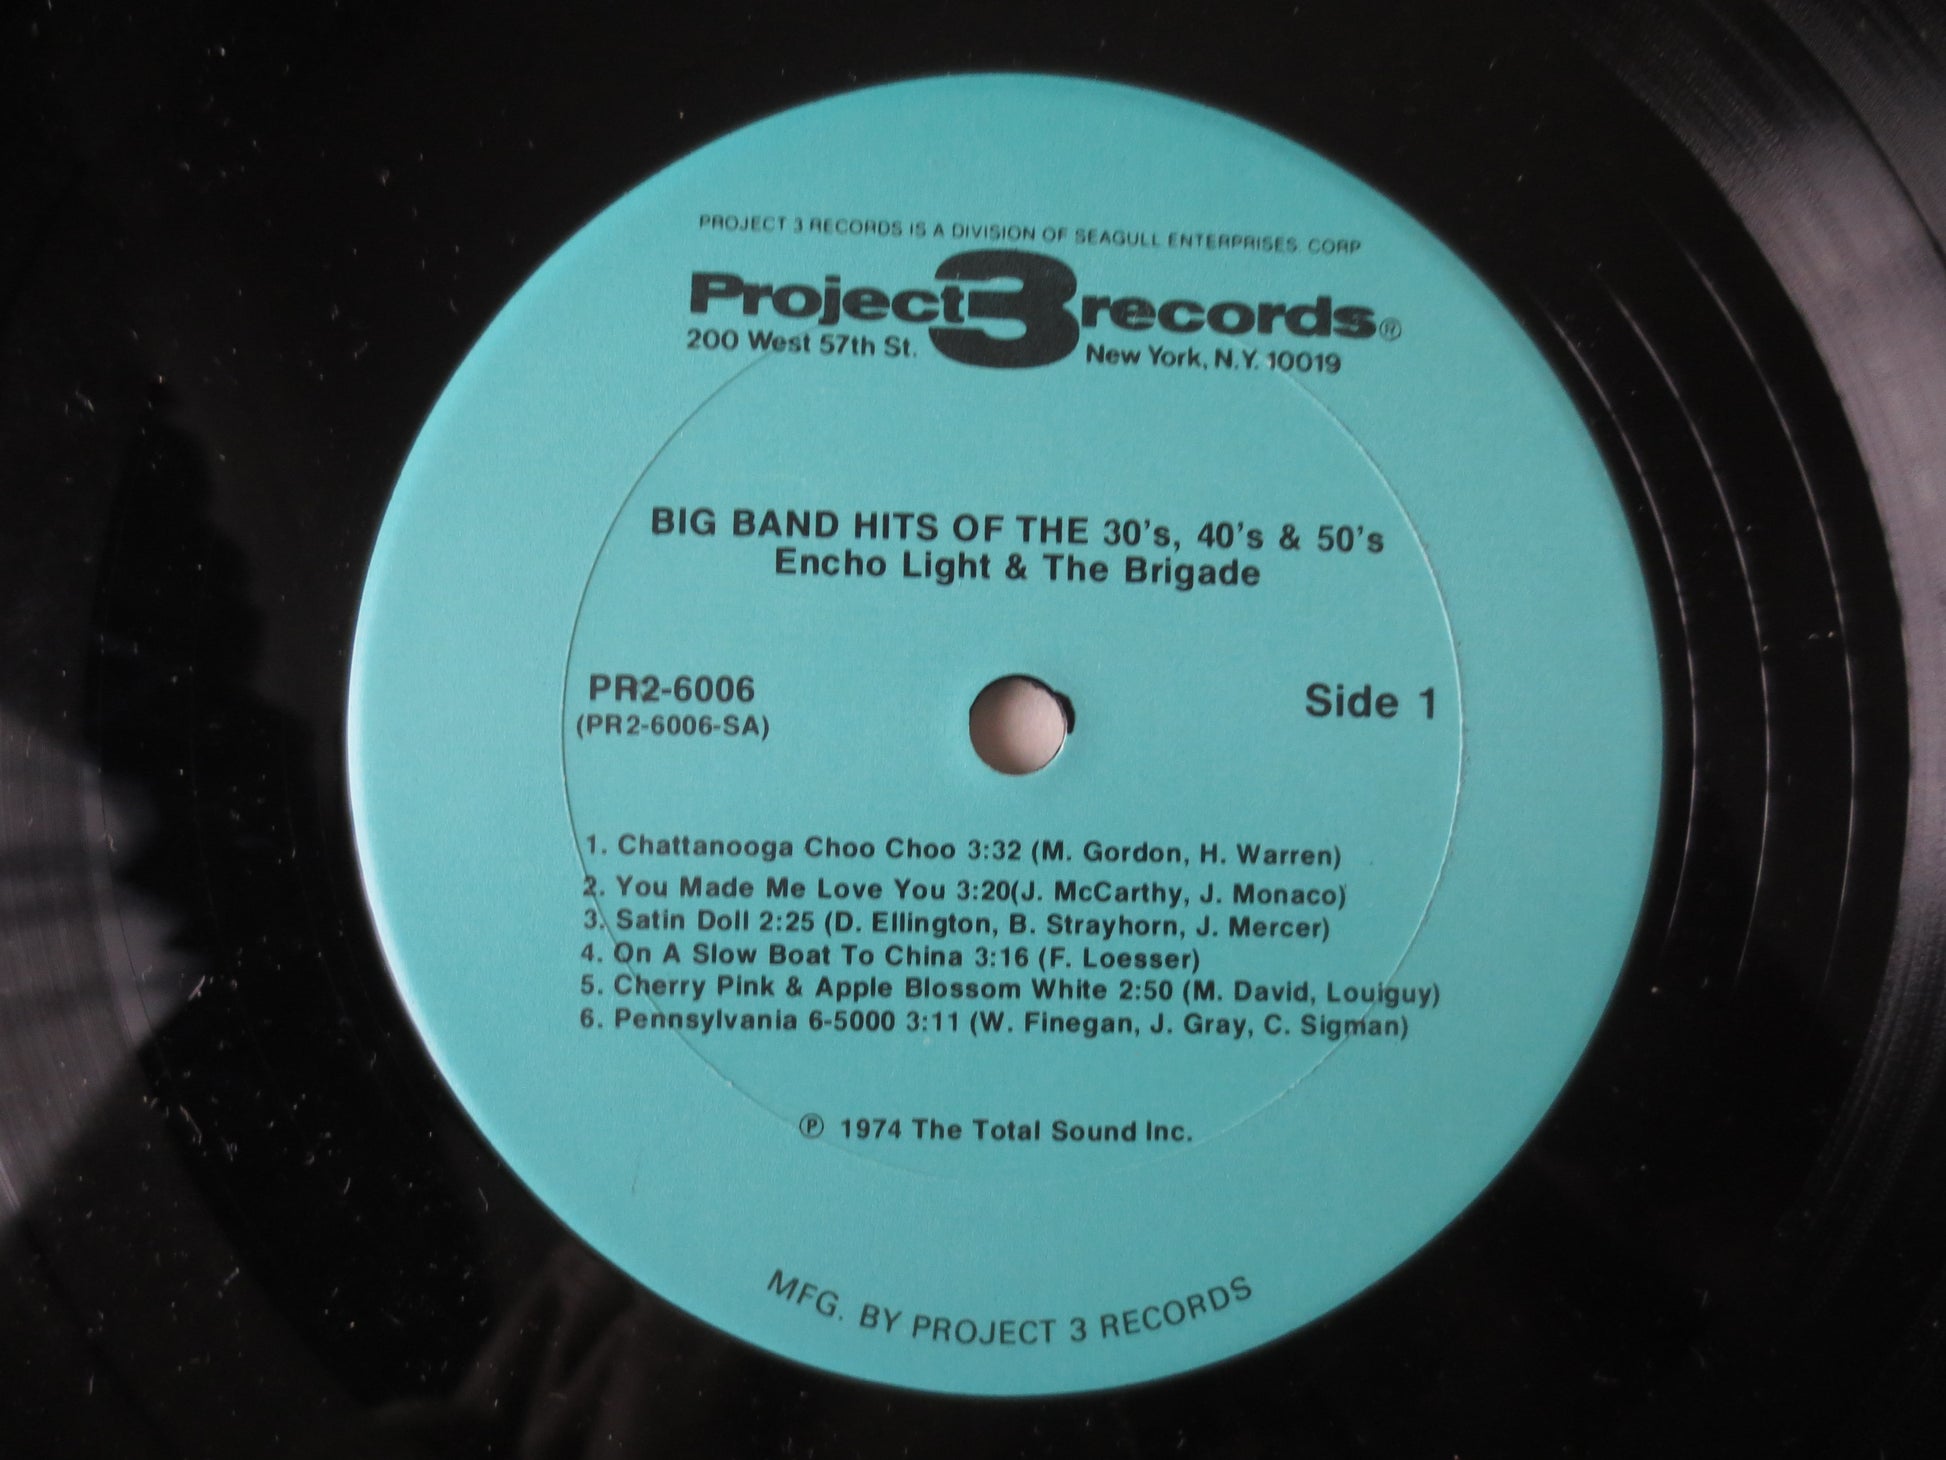 PROJECT 3 RECORDS IS A DIVISION OF SEAGULL ENTERPRISES. CORP
Project 3 records®
200 West 57th St. New York, N.Y. 10019
BIG BAND HITS OF THE 30's, 40's & 50's
Encho Light & The Brigade
PR2-6006
(PR2-6006-SA)
Side 1
1. Chattanooga Choo Choo 3:32 (M. Gordon, H. Warren)
2. You Made Me Love You 3:20(J. McCarthy, J. Monaco)
3. Satin Doll 2:25 (D. Ellington, B. Strayhorn, J. Mercer)
4. On A Slow Boat To China 3:16 (F. Loesser)
5. Cherry Pink & Apple Blossom White 2:50 (M. David, Louiguy)
6. Pennsylvania 6-5000 3:11 (W. Finegan, J. Gray, C. Sigman)
℗ 1974 The Total Sound Inc.
MFG. BY PROJECT 3 RECORDS